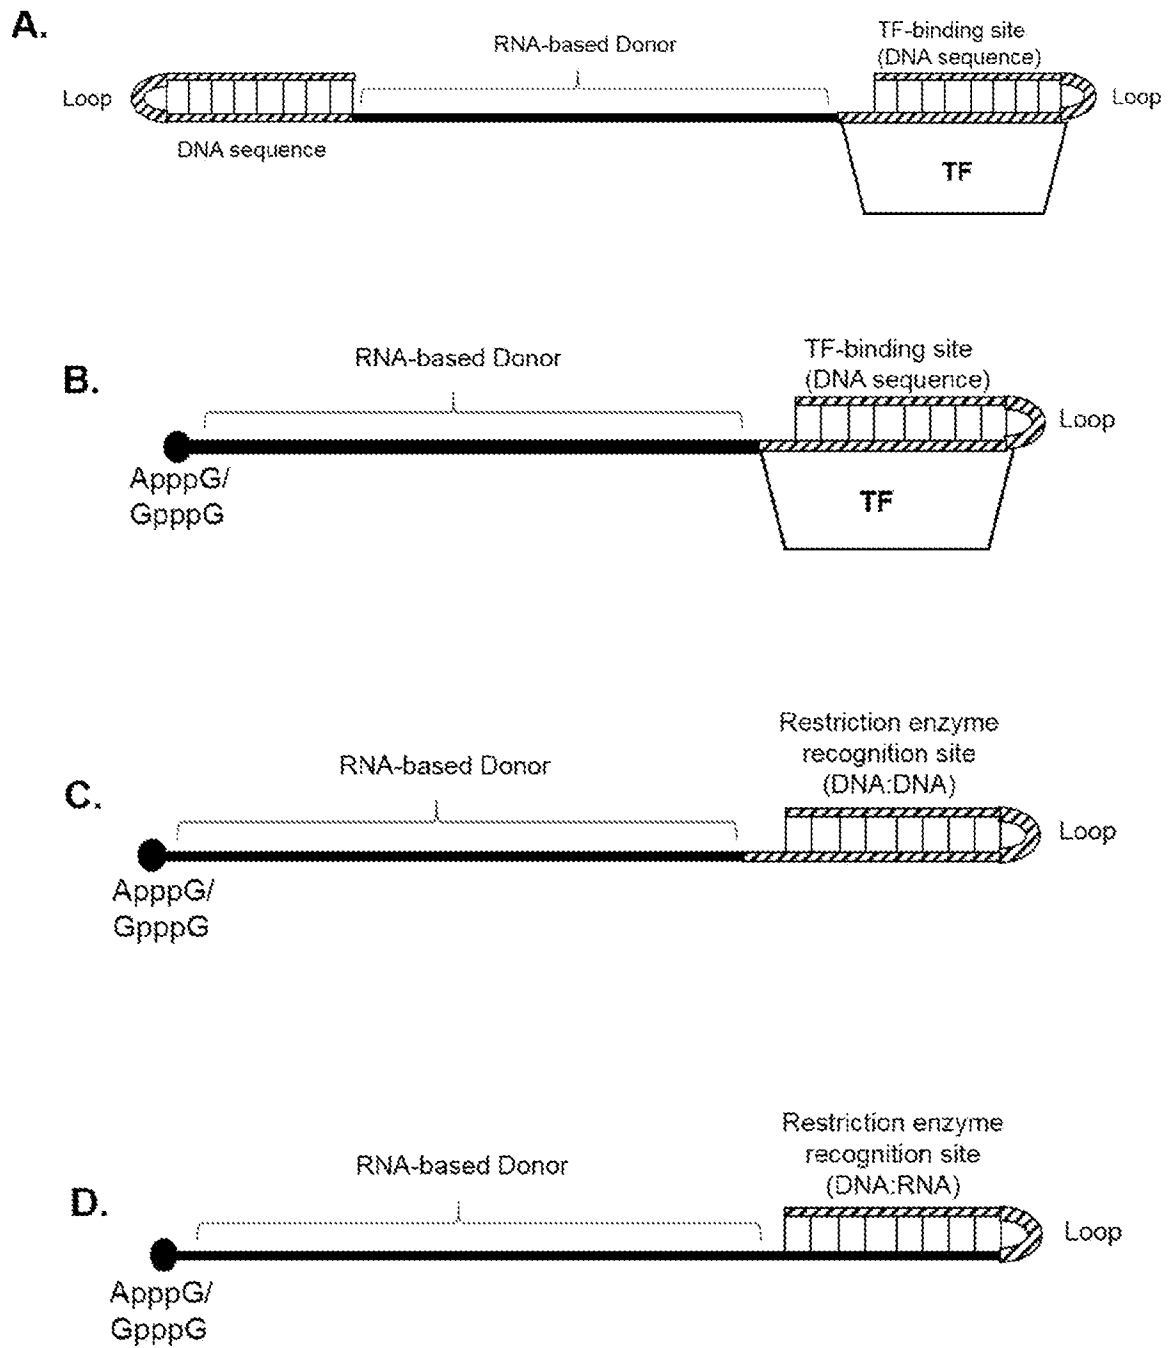 A.
RNA-based Donor
TF-binding site
(DNA sequence)
Loop
Loop
DNA sequence
TF
B.
RNA-based Donor
TF-binding site
(DNA sequence)
Loop
ApppG/
GpppG
TF
C.
RNA-based Donor
Restriction enzyme
recognition site
(DNA:DNA)
Loop
ApppG/
GpppG
D.
RNA-based Donor
Restriction enzyme
recognition site
(DNA:RNA)
Loop
ApppG/
GpppG